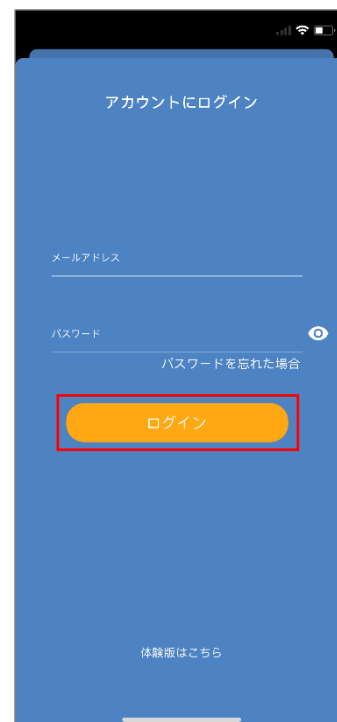 アカウントにログイン
メールアドレス
パスワード
パスワードを忘れた場合
ログイン
体験版はこちら